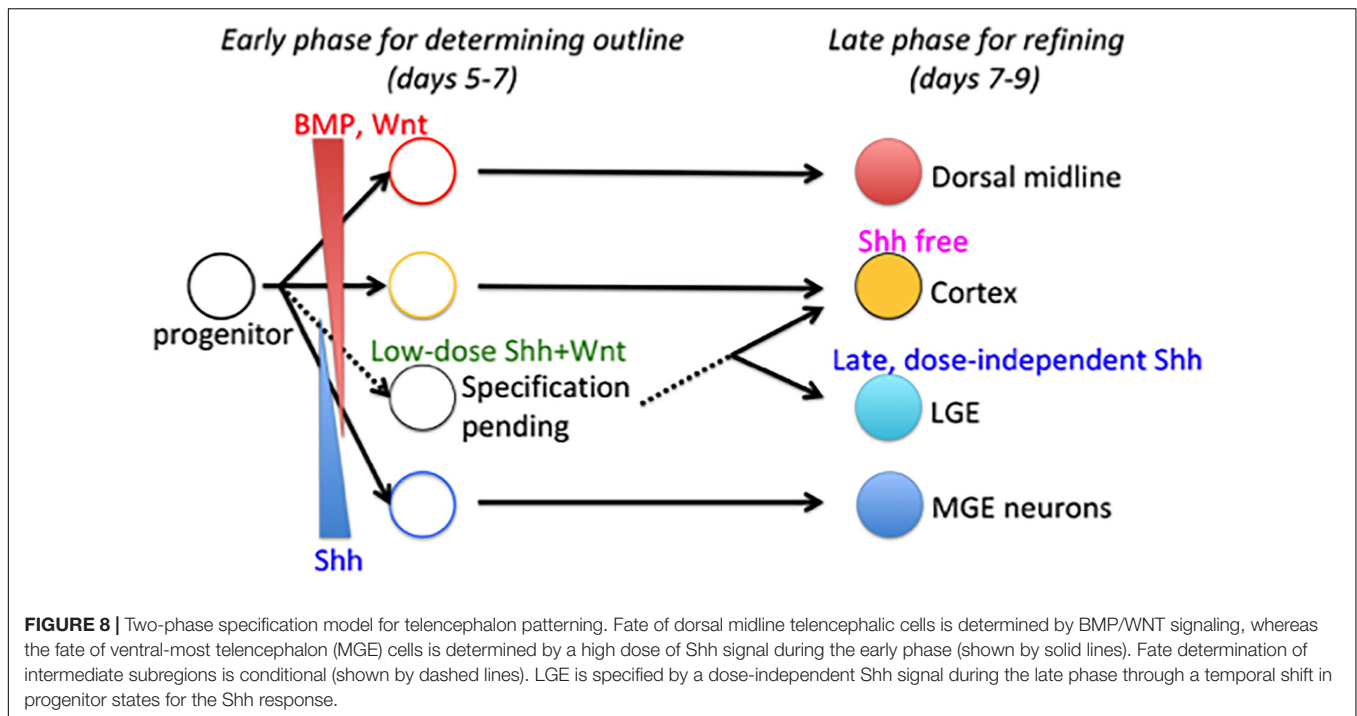 Early phase for determining outline
(days 5-7)
Late phase for refining
(days 7-9)
BMP, Wnt
Dorsal midline
Shh free
progenitor
Cortex
Low-dose Shh+Wnt
Late, dose-independent Shh
Specification
pending
LGE
MGE neurons
Shh
FIGURE 8 | Two-phase specification model for telencephalon patterning. Fate of dorsal midline telencephalic cells is determined by BMP/WNT signaling, whereas
the fate of ventral-most telencephalon (MGE) cells is determined by a high dose of Shh signal during the early phase (shown by solid lines). Fate determination of
intermediate subregions is conditional (shown by dashed lines). LGE is specified by a dose-independent Shh signal during the late phase through a temporal shift in
progenitor states for the Shh response.